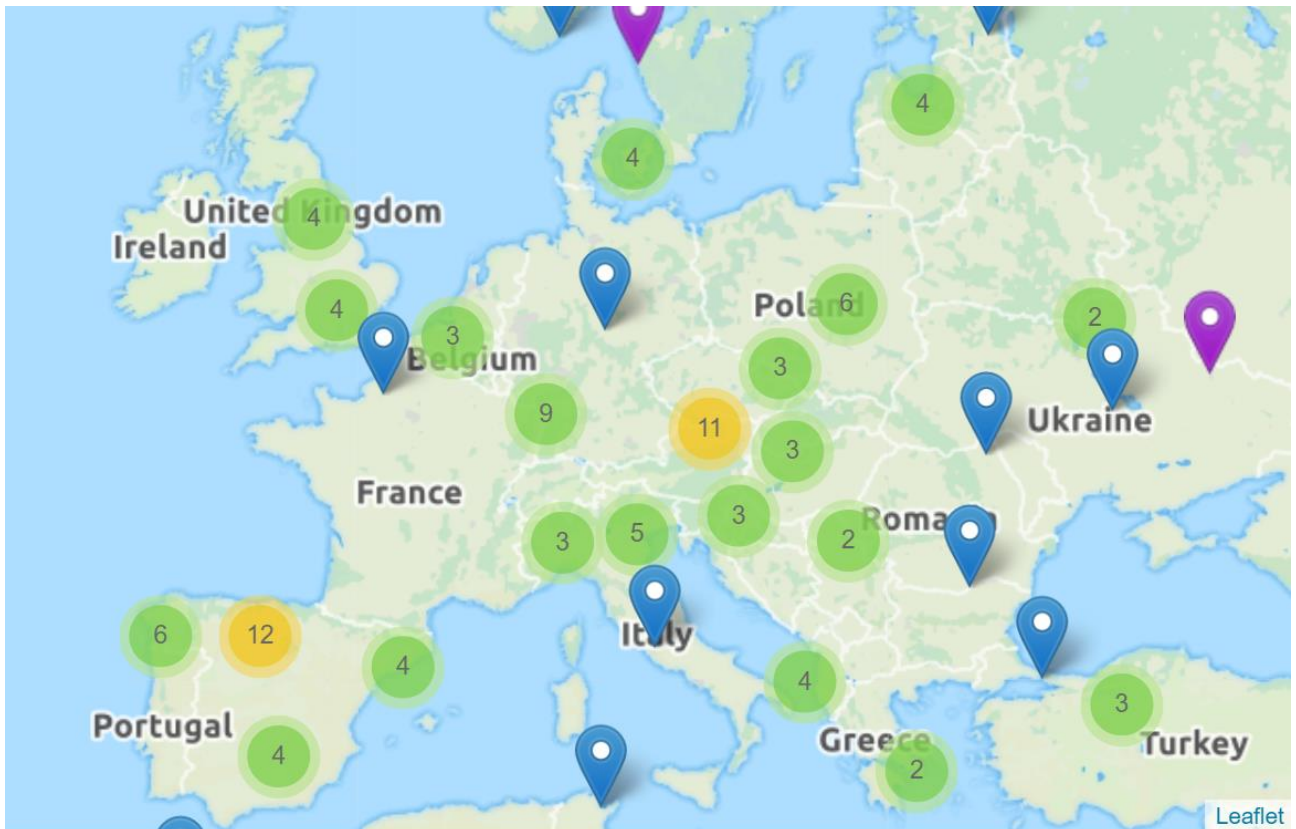 4
4
United Kingdom
4
Ireland
4
3
Belgium
Poland
6
2
3
9
11
3
Ukraine
France
3
5
3
2
Romania
6
12
4
Italy
4
3
Portugal
4
Greece
2
Turkey
Leaflet